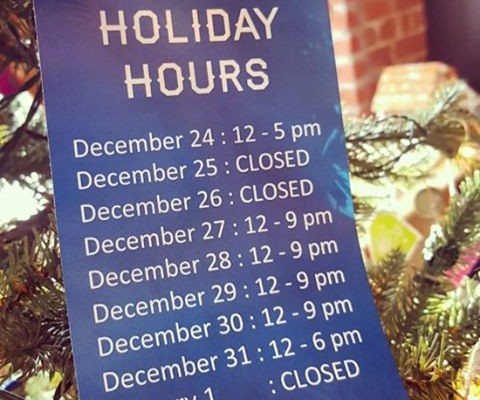 HOLIDAY
HOURS
December 24 : 12 - 5 pm
December 25 : CLOSED
December 26 : CLOSED
December 27 : 12 - 9 pm
December 28 : 12 - 9 pm
December 29 : 12 - 9 pm
December 30 : 12 - 9 pm
December 31 : 12 - 6 pm
1 : CLOSED